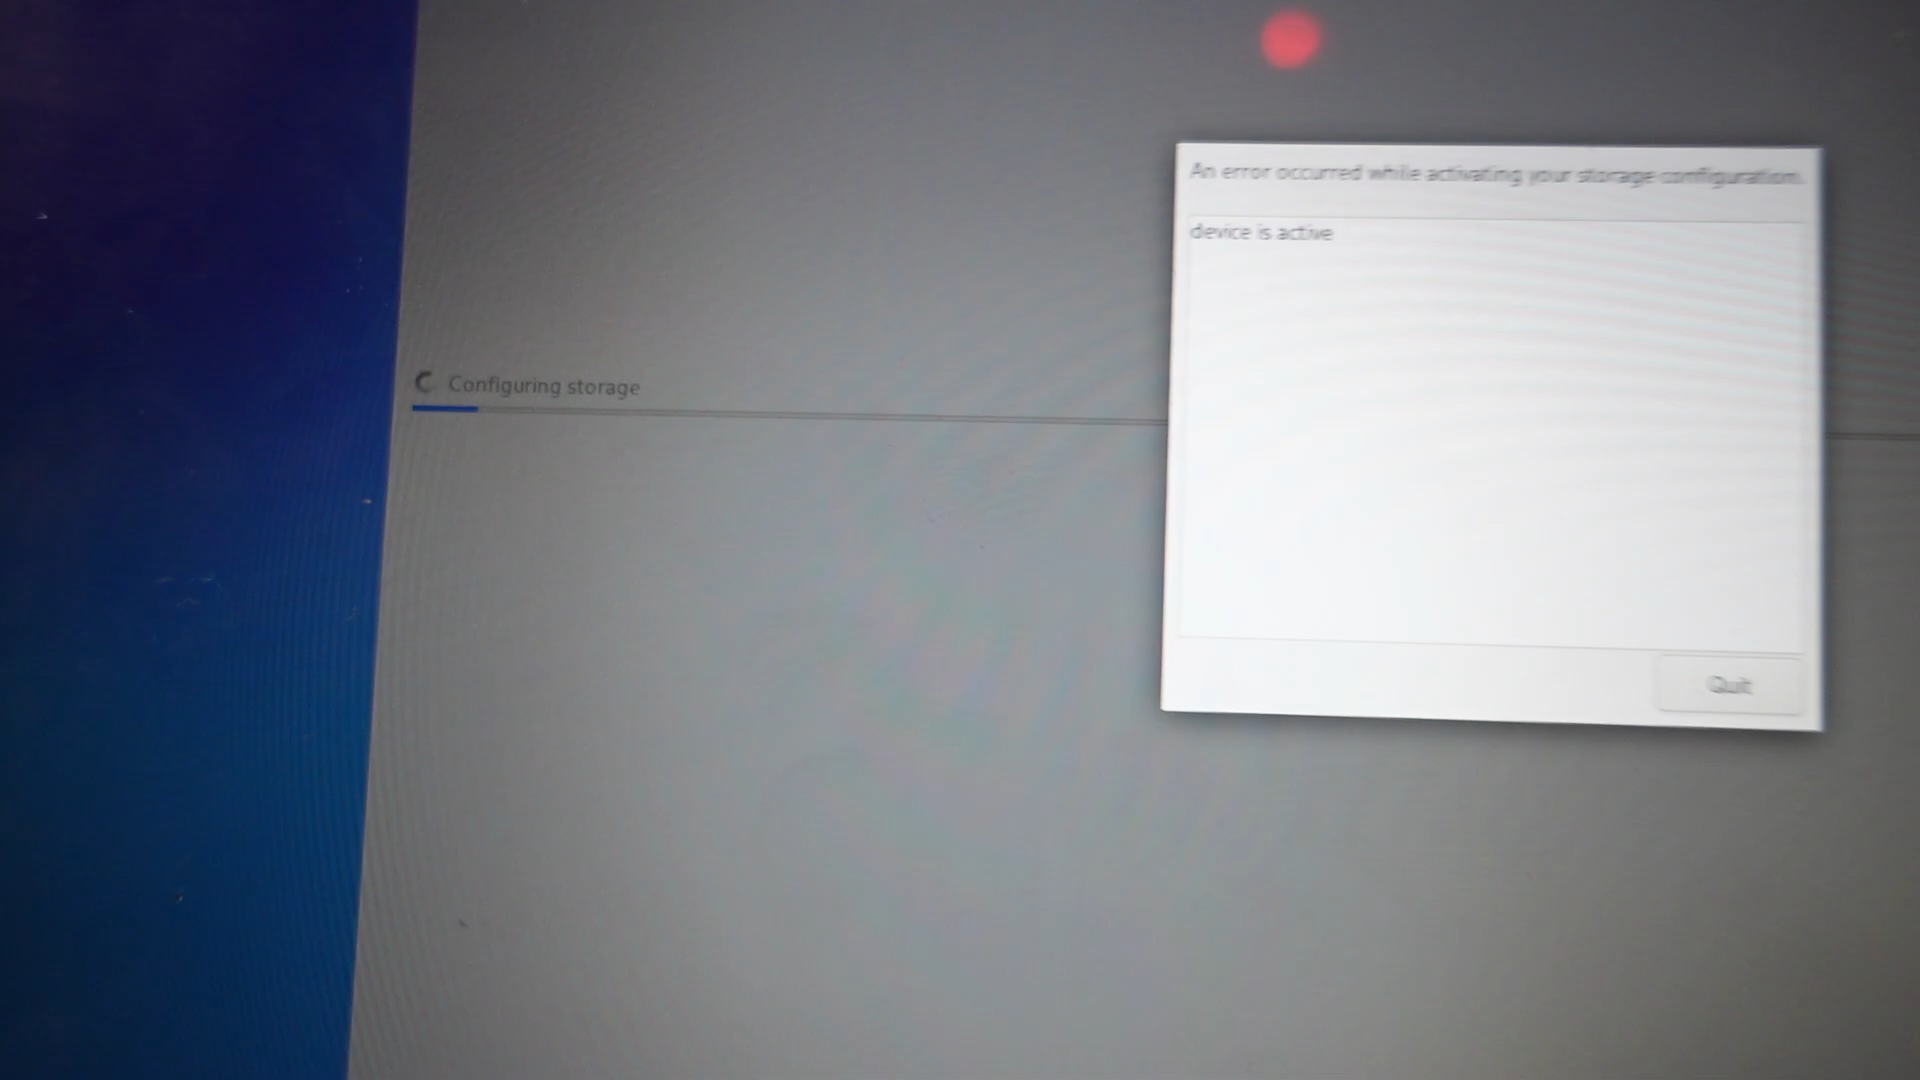 An error occurred while activating your storage configuration.
device is active
Configuring storage
Quit